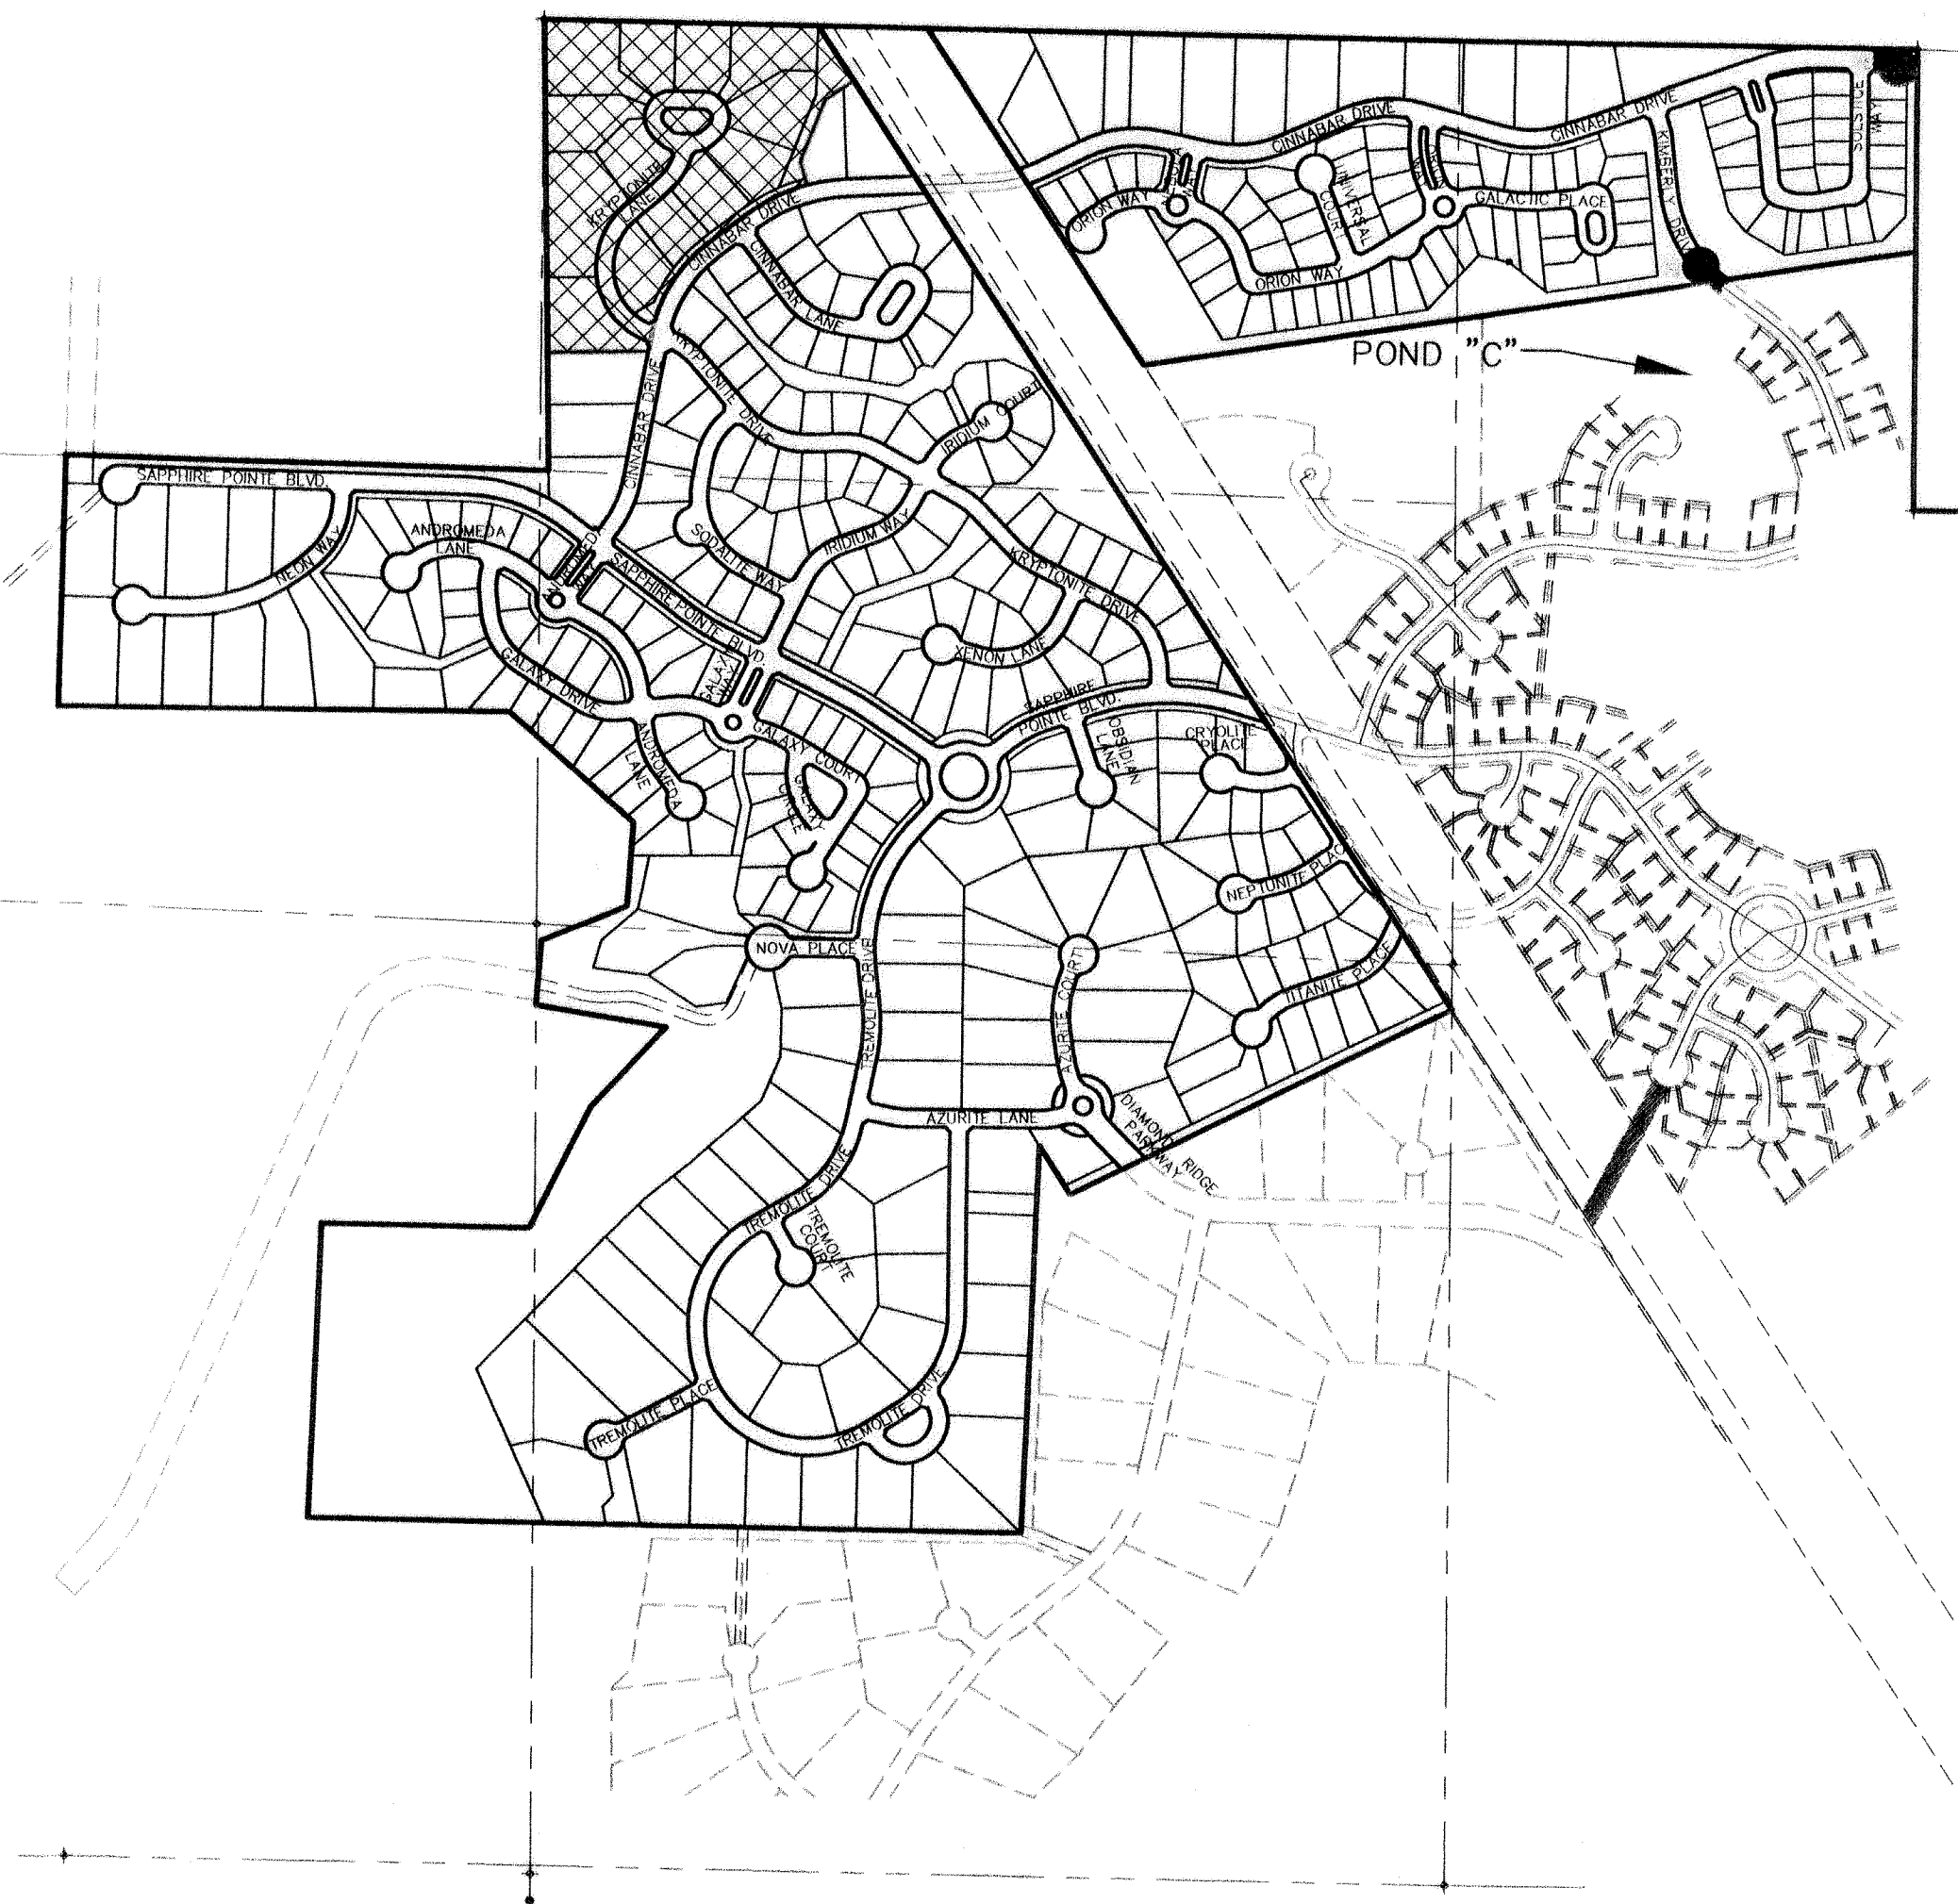 SOLSTICE
WAY
CINNABAR DRIVE
CINNABAR DRIVE
KIMBERLY DRIVE
UNIVERSAL
COURT
ORION WAY
GALACTIC PLACE
ORION WAY
KRYPTONITE
LANE
CINNABAR DRIVE
CINNABAR LANE
POND "C"
KRYPTONITE DRIVE
CINNABAR DRIVE
IRIDIUM COURT
SAPPHIRE POINTE BLVD.
NEON WAY
ANDROMEDA
LANE
SODALITE WAY
IRIDIUM WAY
KRYPTONITE DRIVE
SAPPHIRE POINTE BLVD.
XENON LANE
GALAXY DRIVE
GALAXY
WAY
SAPPHIRE
POINTE BLVD.
OBSIDIAN
LANE
CRYOLITE
PLACE
ANDROMEDA
LANE
GALAXY COURT
GALAXY
CIRCLE
NEPTUNITE PLACE
NOVA PLACE
TREMOLITE DRIVE
AZURITE COURT
TITANITE PLACE
AZURITE LANE
DIAMOND RIDGE
PARKWAY
TREMOLITE DRIVE
TREMOLITE
COURT
TREMOLITE PLACE
TREMOLITE DRIVE